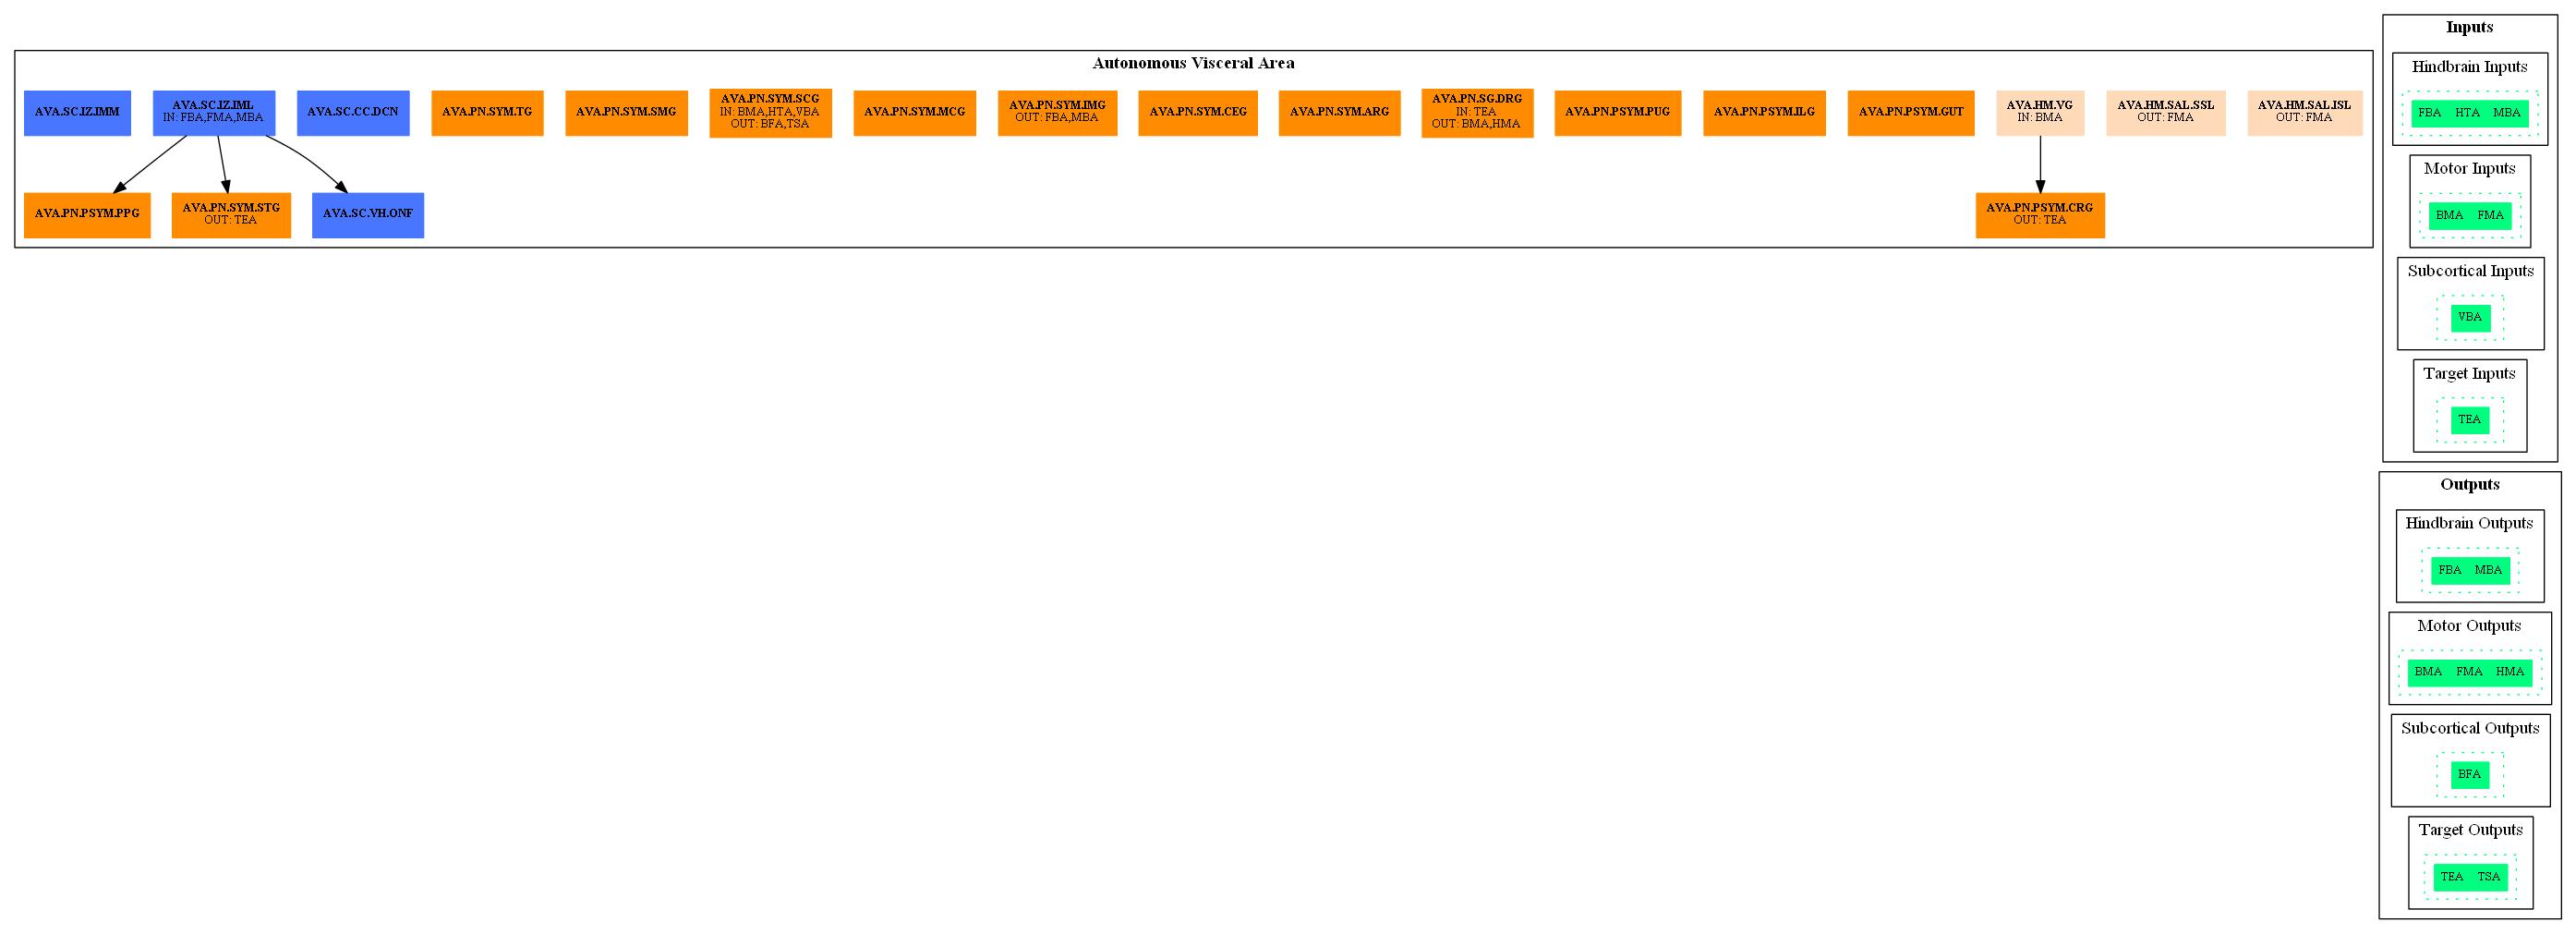 Autonomous Visceral Area
AVA.SC.IZ.IMM
AVA.SC.IZ.IML
IN: FBA,FMA,MBA
AVA.SC.CC.DCN
AVA.PN.SYM.TG
AVA.PN.SYM.SMG
AVA.PN.SYM.SCG
IN: BMA,HTA,VBA
OUT: BFA,TSA
AVA.PN.SYM.MCG
AVA.PN.SYM.IMG
OUT: FBA,MBA
AVA.PN.SYM.CEG
AVA.PN.SYM.ARG
AVA.PN.SG.DRG
IN: TEA
OUT: BMA,HMA
AVA.PN.PSYM.PUG
AVA.PN.PSYM.ILG
AVA.PN.PSYM.GUT
AVA.HM.VG
IN: BMA
AVA.HM.SAL.SSL
OUT: FMA
AVA.HM.SAL.ISL
OUT: FMA
AVA.PN.PSYM.PPG
AVA.PN.SYM.STG
OUT: TEA
AVA.SC.VH.ONF
AVA.PN.PSYM.CRG
OUT: TEA
Inputs
Hindbrain Inputs
FBA HTA MBA
Motor Inputs
BMA FMA
Subcortical Inputs
VBA
Target Inputs
TEA
Outputs
Hindbrain Outputs
FBA MBA
Motor Outputs
BMA FMA HMA
Subcortical Outputs
BFA
Target Outputs
TEA TSA